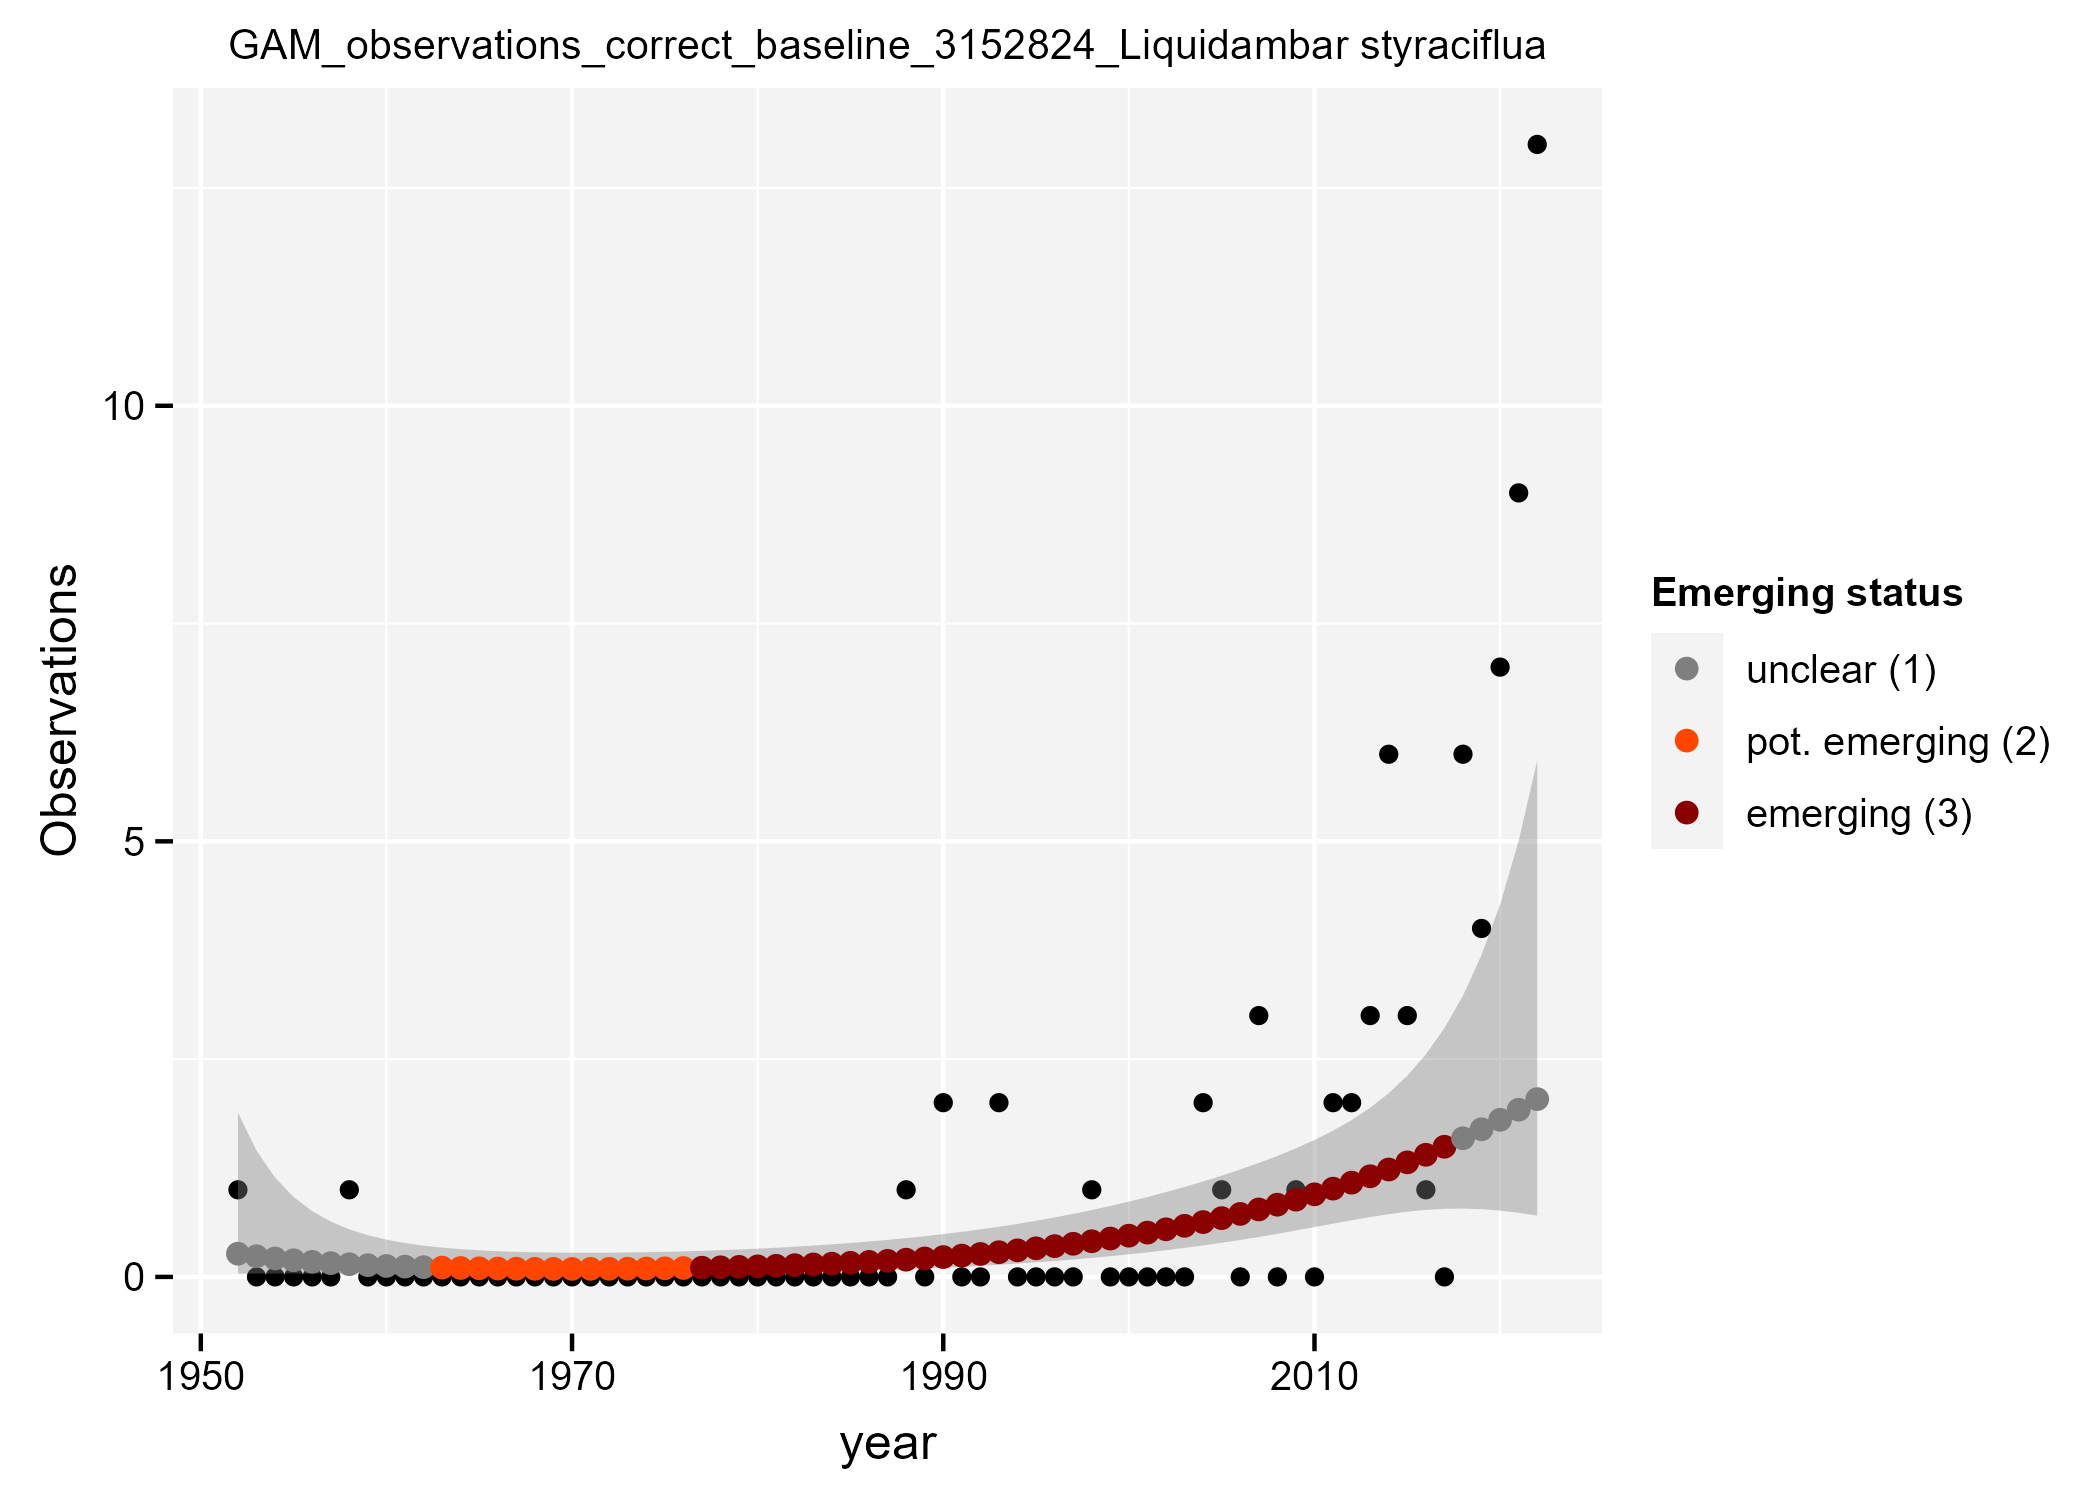 GAM_observations_correct_baseline_3152824_Liquidambar styraciflua
Observations
10
5
0
1950
1970
1990
2010
year
Emerging status
unclear (1)
pot. emerging (2)
emerging (3)